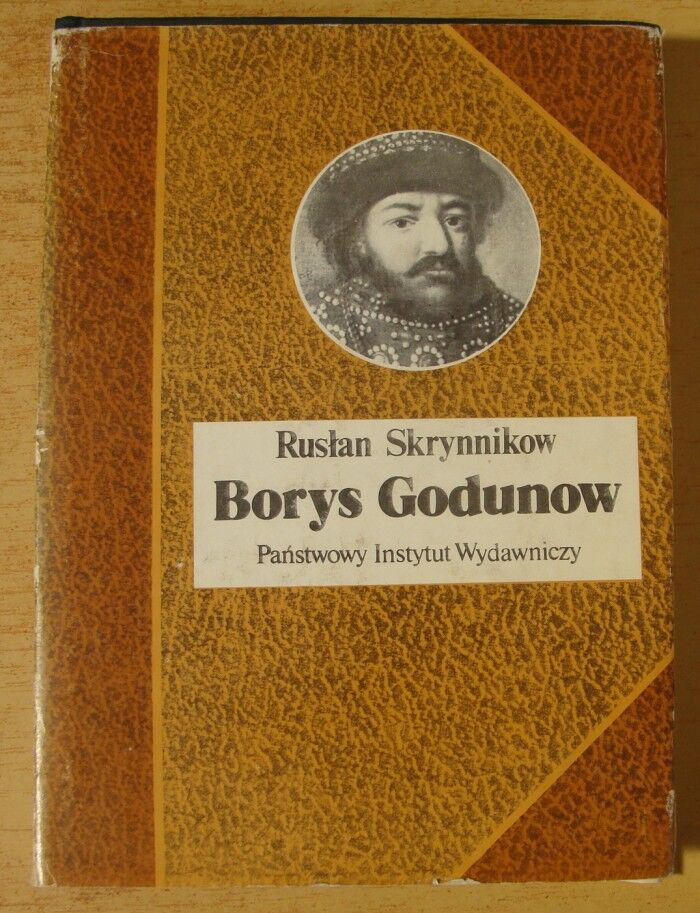 Rusłan Skrynnikow
Borys Godunow
Państwowy Instytut Wydawniczy